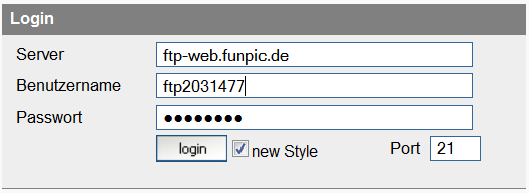 Login
Server ftp-web.funpic.de
Benutzername ftp2031477
Passwort ●●●●●●●●
login new Style Port 21